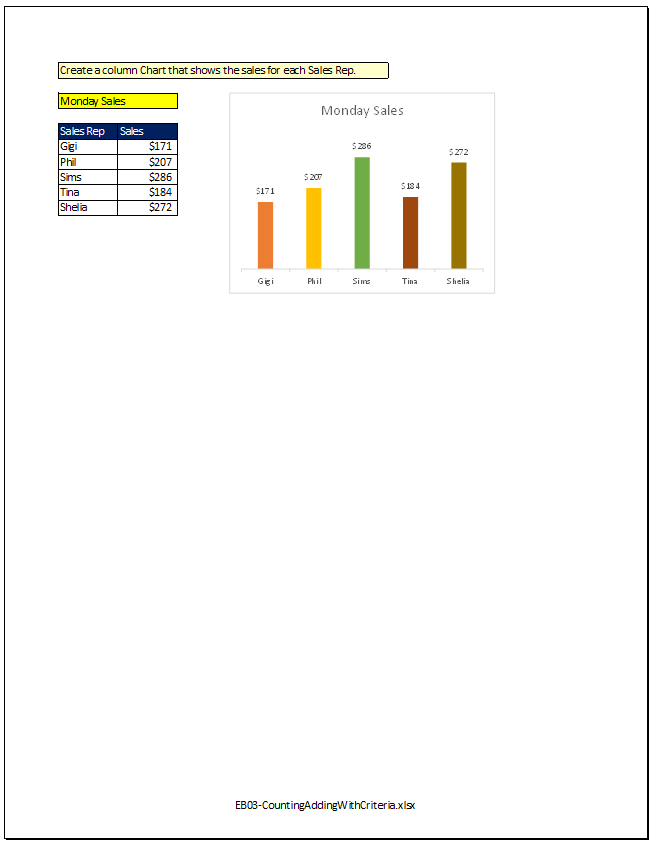 Create a column Chart that shows the sales for each Sales Rep.
Monday Sales
Sales Rep Sales
Gigi $171
Phil $207
Sims $286
Tina $184
Shelia $272
Monday Sales
$171 $207 $286 $184 $272
Gigi Phil Sims Tina Shelia
EB03-CountingAddingWithCriteria.xlsx